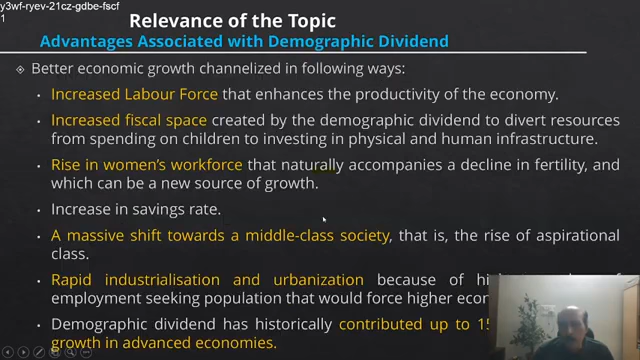 y3wf-ryev-21cz-gdbe-fscf
1
Relevance of the Topic
Advantages Associated with Demographic Dividend
Better economic growth channelized in following ways:
Increased Labour Force that enhances the productivity of the economy.
Increased fiscal space created by the demographic dividend to divert resources
from spending on children to investing in physical and human infrastructure.
Rise in women's workforce that naturally accompanies a decline in fertility, and
which can be a new source of growth.
Increase in savings rate.
A massive shift towards a middle-class society, that is, the rise of aspirational
class.
Rapid industrialisation and urbanization because of of
employment seeking population that would force higher
Demographic dividend has historically contributed up to 15
growth in advanced economies.